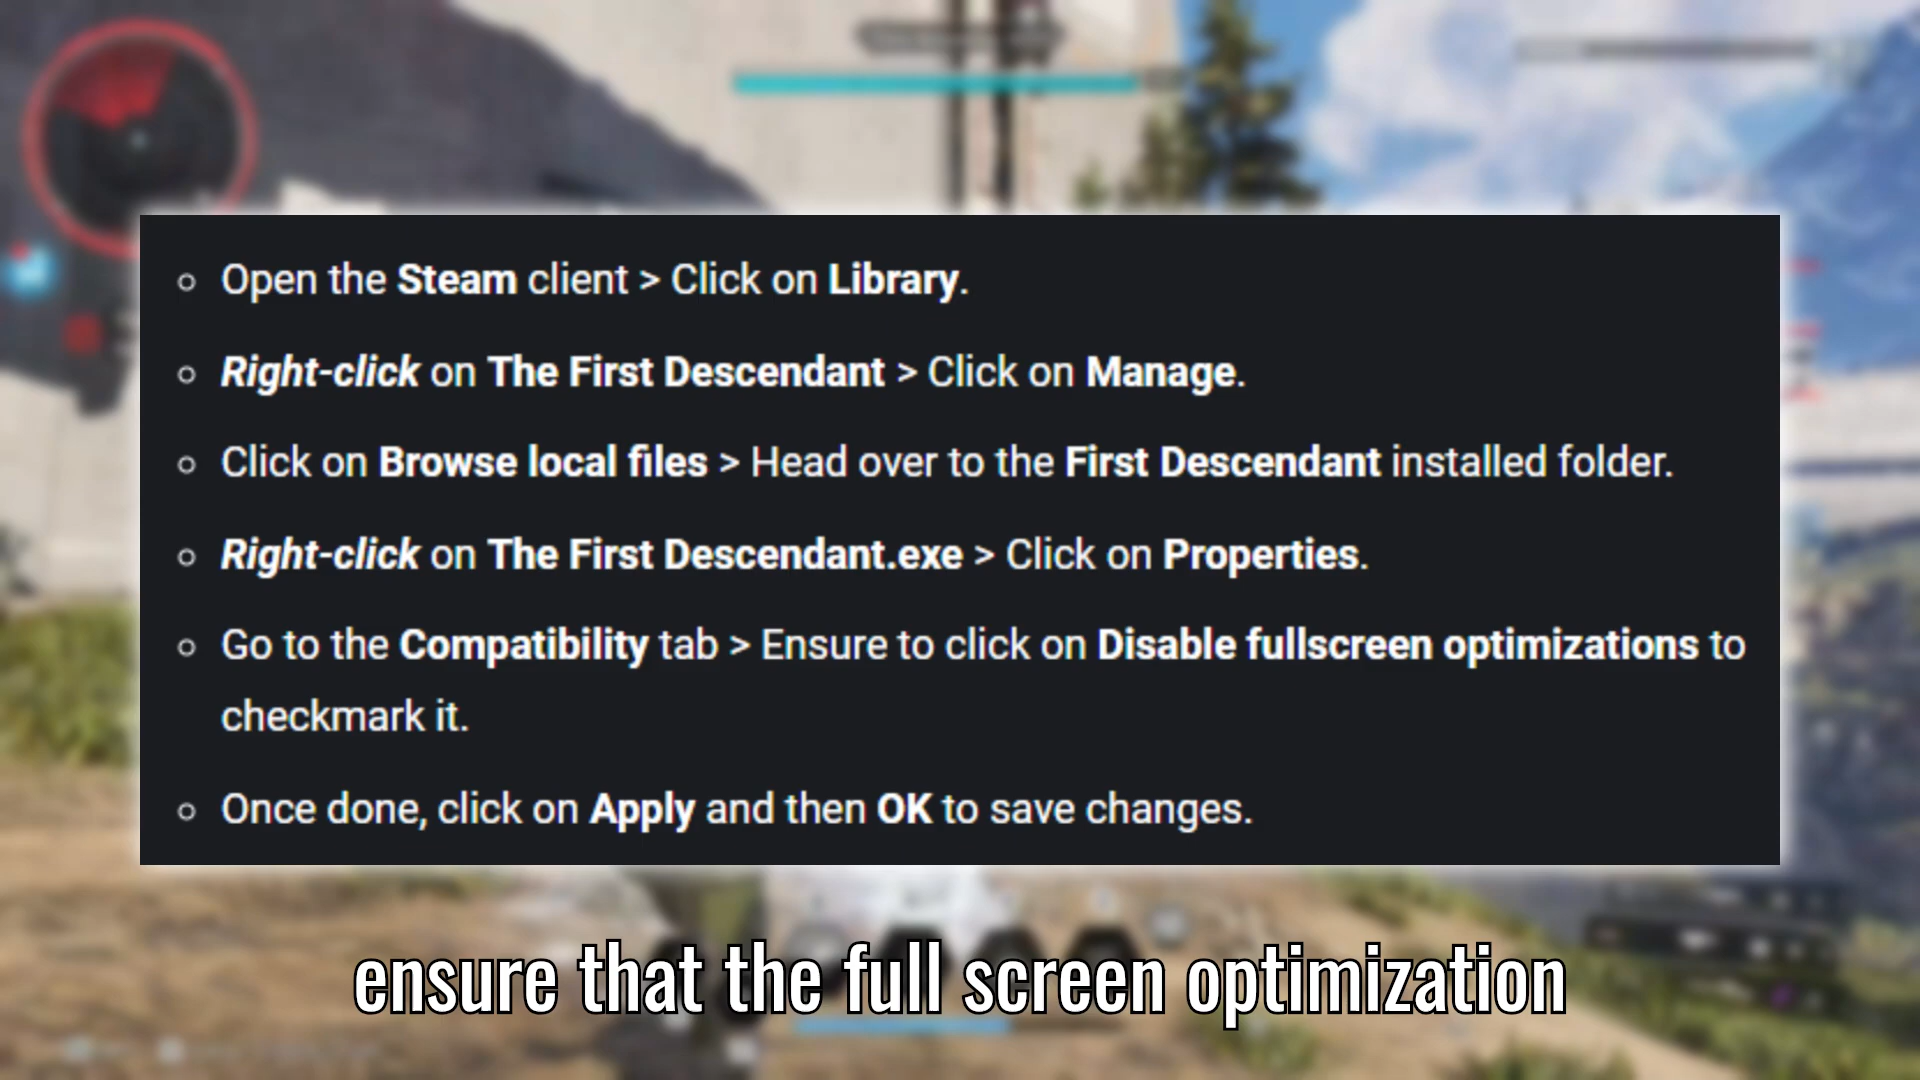 Open the Steam client > Click on Library.
Right-click on The First Descendant > Click on Manage.
Click on Browse local files > Head over to the First Descendant installed folder.
Right-click on The First Descendant.exe > Click on Properties.
Go to the Compatibility tab > Ensure to click on Disable fullscreen optimizations to
checkmark it.
Once done, click on Apply and then OK to save changes.
ensure that the full screen optimization